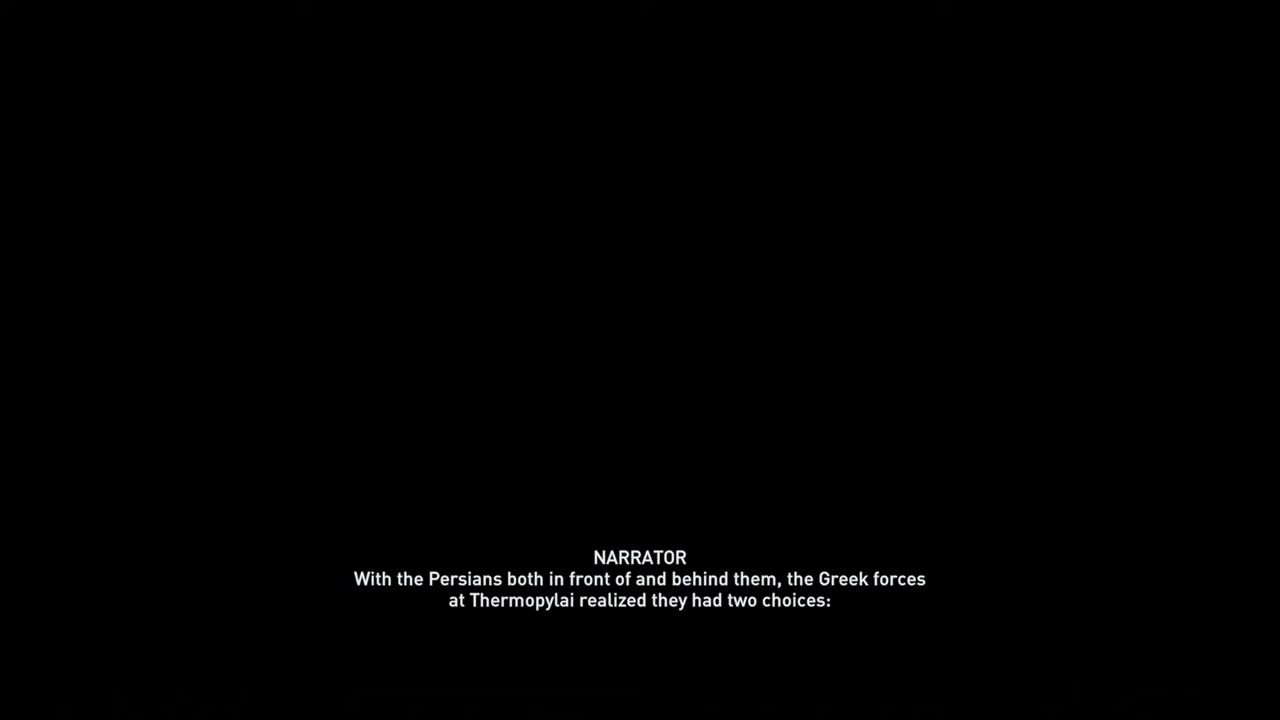 NARRATOR
With the Persians both in front of and behind them, the Greek forces
at Thermopylai realized they had two choices: